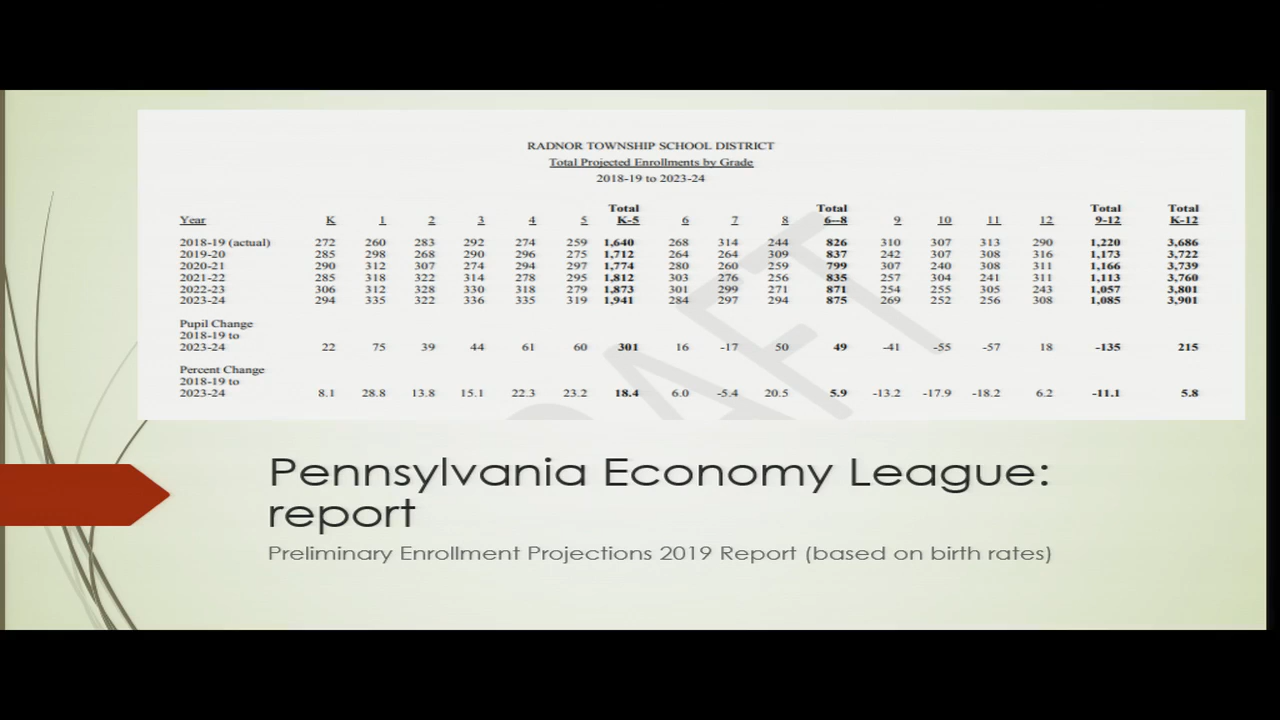 RADNOR TOWNSHIP SCHOOL DISTRICT
Total Projected Enrollments by Grade
2018-19 to 2023-24
Total Total Total Total
Year K 1 2 3 4 5 K-5 6 7 8 6--8 9 10 11 12 9-12 K-12
2018-19 (actual) 272 260 283 292 274 259 1,640 268 314 244 826 310 307 313 290 1,220 3,686
2019-20 285 298 268 290 296 275 1,712 264 264 309 837 242 307 308 316 1,173 3,722
2020-21 290 312 307 274 294 297 1,774 280 260 259 799 307 240 308 311 1,166 3,739
2021-22 285 318 322 314 278 295 1,812 303 276 256 835 257 304 241 311 1,113 3,760
2022-23 306 312 328 330 318 279 1,873 301 299 271 871 254 255 305 243 1,057 3,801
2023-24 294 335 322 336 335 319 1,941 284 297 294 875 269 252 256 308 1,085 3,901
Pupil Change
2018-19 to
2023-24 22 75 39 44 61 60 301 16 -17 50 49 -41 -55 -57 18 -135 215
Percent Change
2018-19 to
2023-24 8.1 28.8 13.8 15.1 22.3 23.2 18.4 6.0 -5.4 20.5 5.9 -13.2 -17.9 -18.2 6.2 -11.1 5.8
DRAFT
Pennsylvania Economy League:
report
Preliminary Enrollment Projections 2019 Report (based on birth rates)